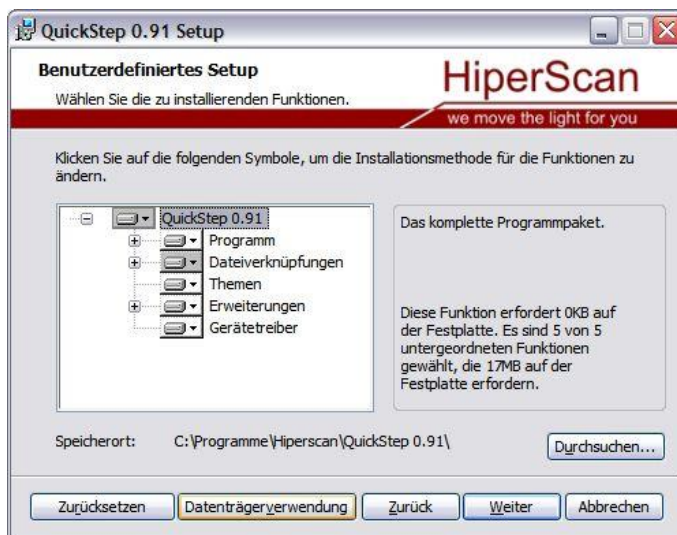 QuickStep 0.91 Setup
Benutzerdefiniertes Setup
Wählen Sie die zu installierenden Funktionen.
HiperScan
we move the light for you
Klicken Sie auf die folgenden Symbole, um die Installationsmethode für die Funktionen zu
ändern.
QuickStep 0.91
Programm
Dateiverknüpfungen
Themen
Erweiterungen
Gerätetreiber
Das komplette Programmpaket.
Diese Funktion erfordert 0KB auf
der Festplatte. Es sind 5 von 5
untergeordneten Funktionen
gewählt, die 17MB auf der
Festplatte erfordern.
Speicherort: C:\Programme\Hiperscan\QuickStep 0.91\
Durchsuchen...
Zurücksetzen Datenträgerverwendung Zurück Weiter Abbrechen